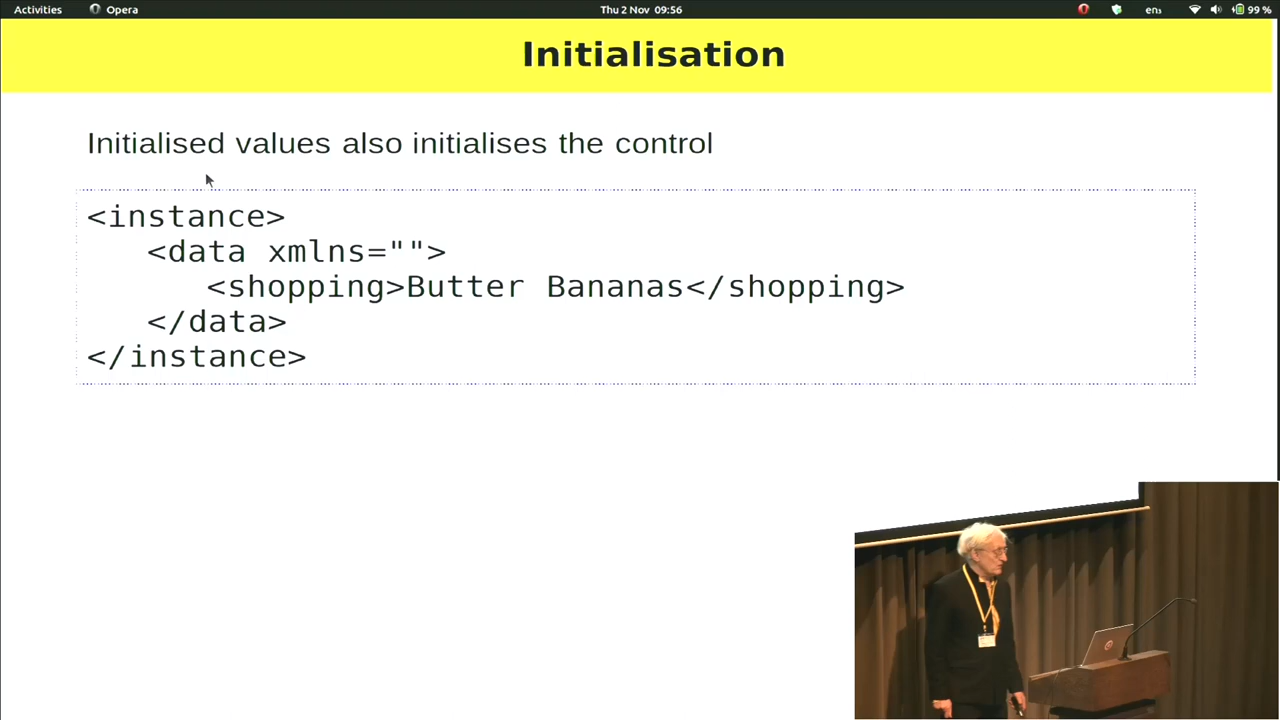 Activities Opera Thu 2 Nov 09:56 en₃ 99 %
Initialisation
Initialised values also initialises the control
<instance>
   <data xmlns="">
      <shopping>Butter Bananas</shopping>
   </data>
</instance>